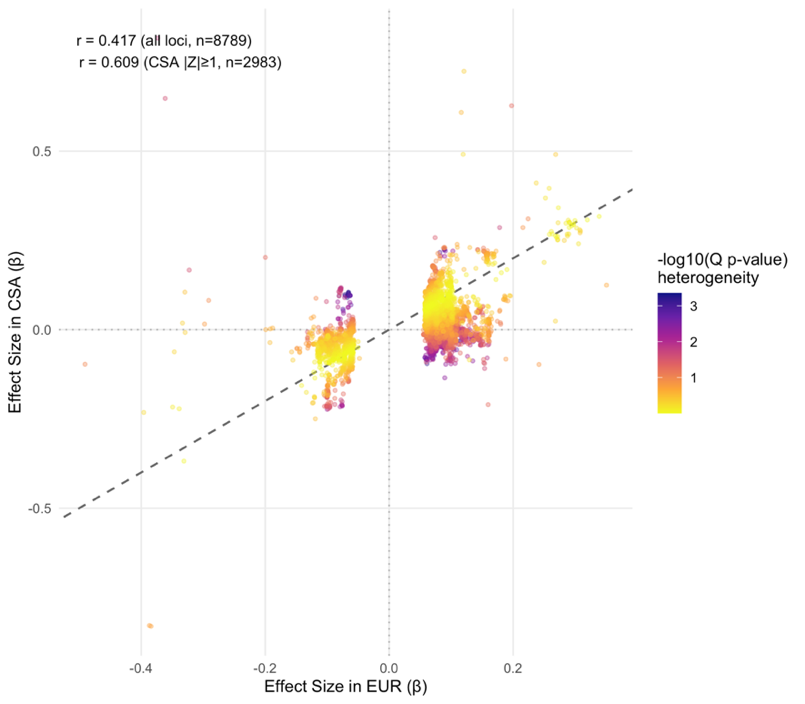 r = 0.417 (all loci, n=8789)
r = 0.609 (CSA |Z|≥1, n=2983)
0.5
0.0
-0.5
Effect Size in CSA (β)
-0.4
-0.2
0.0
0.2
Effect Size in EUR (β)
-log10(Q p-value)
heterogeneity
3
2
1